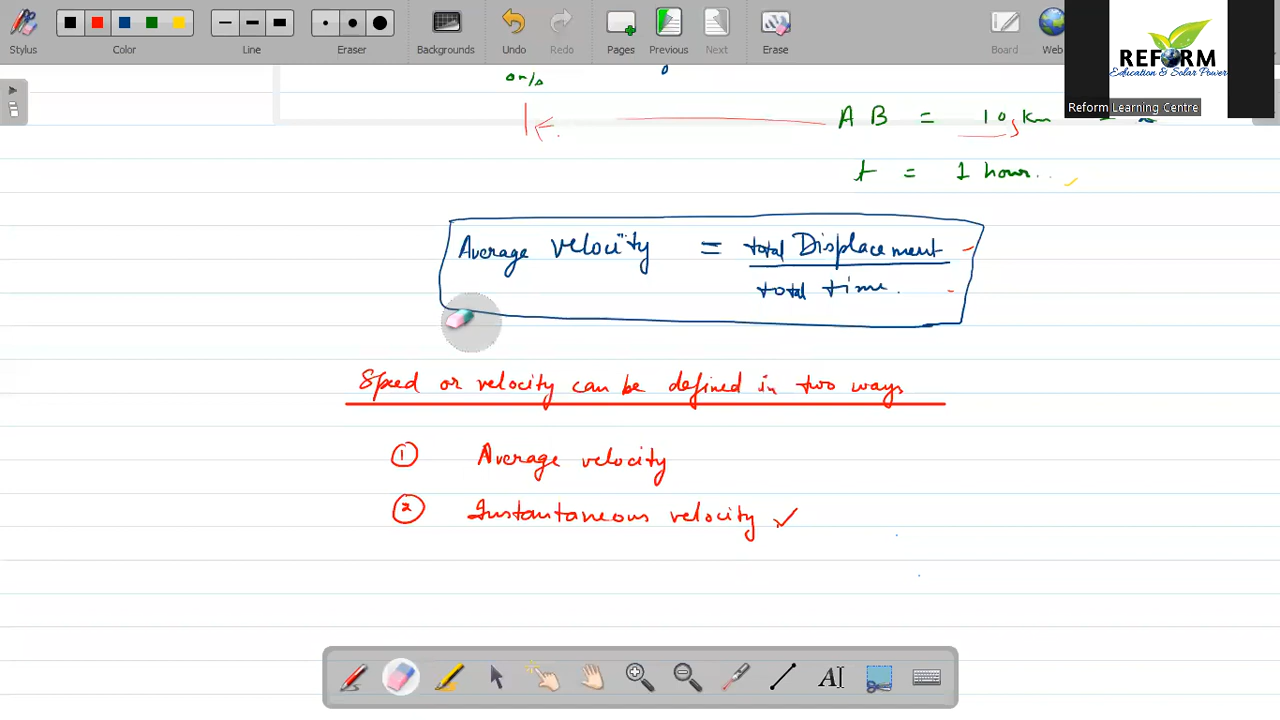 Stylus
Color
Line
Eraser
Backgrounds
Undo
Redo
Pages
Previous
Next
Erase
Board
Web
REFORM
Education & Solar Power
Reform Learning Centre
0 m/s
AB = 10 km
t = 1 hour..
Average velocity = total Displacement
total time.
Speed or velocity can be defined in two ways
① Average velocity
② Instantaneous velocity ✓